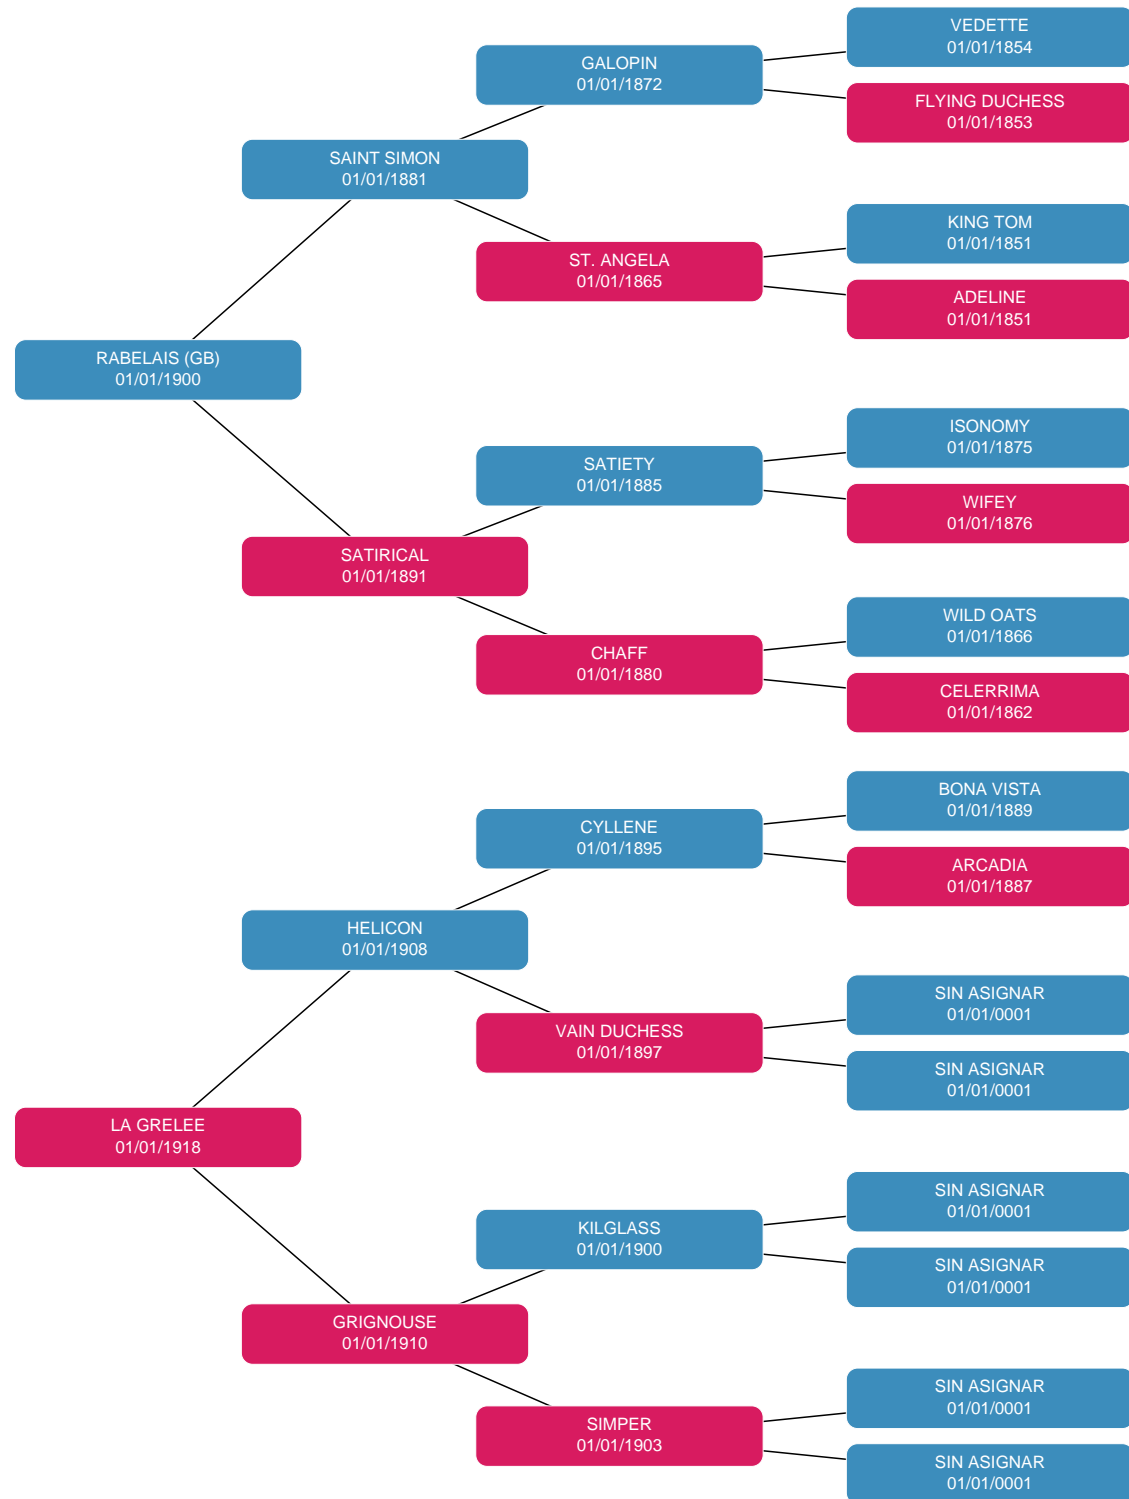 VEDETTE
01/01/1854
GALOPIN
01/01/1872
FLYING DUCHESS
01/01/1853
SAINT SIMON
01/01/1881
KING TOM
01/01/1851
ST. ANGELA
01/01/1865
ADELINE
01/01/1851
RABELAIS (GB)
01/01/1900
ISONOMY
01/01/1875
SATIETY
01/01/1885
WIFEY
01/01/1876
SATIRICAL
01/01/1891
WILD OATS
01/01/1866
CHAFF
01/01/1880
CELERRIMA
01/01/1862
BONA VISTA
01/01/1889
CYLLENE
01/01/1895
ARCADIA
01/01/1887
HELICON
01/01/1908
SIN ASIGNAR
01/01/0001
VAIN DUCHESS
01/01/1897
SIN ASIGNAR
01/01/0001
LA GRELEE
01/01/1918
SIN ASIGNAR
01/01/0001
KILGLASS
01/01/1900
SIN ASIGNAR
01/01/0001
GRIGNOUSE
01/01/1910
SIN ASIGNAR
01/01/0001
SIMPER
01/01/1903
SIN ASIGNAR
01/01/0001